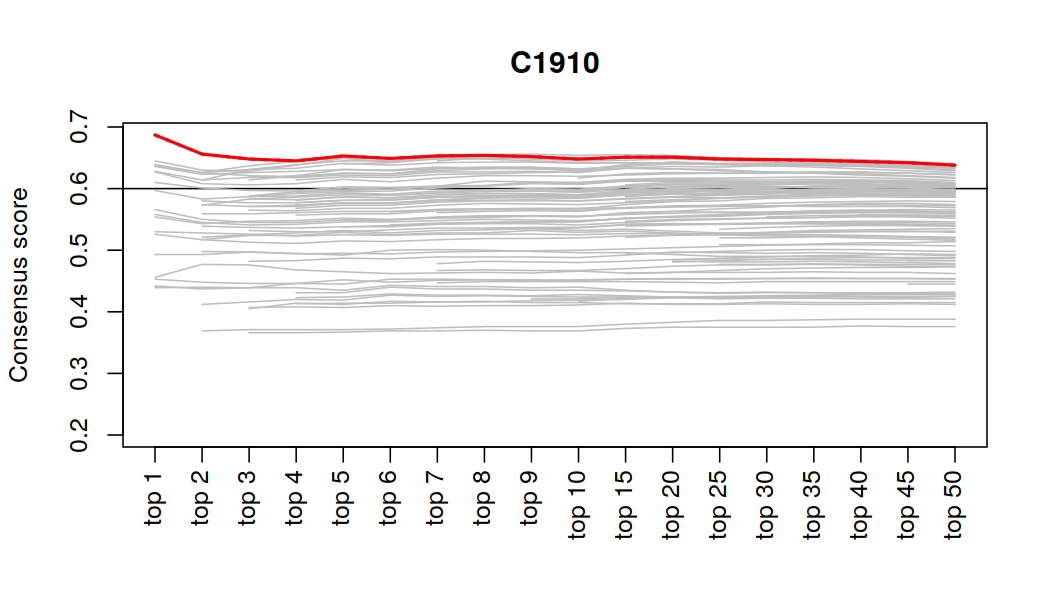 C1910
Consensus score
0.7
0.6
0.5
0.4
0.3
0.2
top 1
top 2
top 3
top 4
top 5
top 6
top 7
top 8
top 9
top 10
top 15
top 20
top 25
top 30
top 35
top 40
top 45
top 50